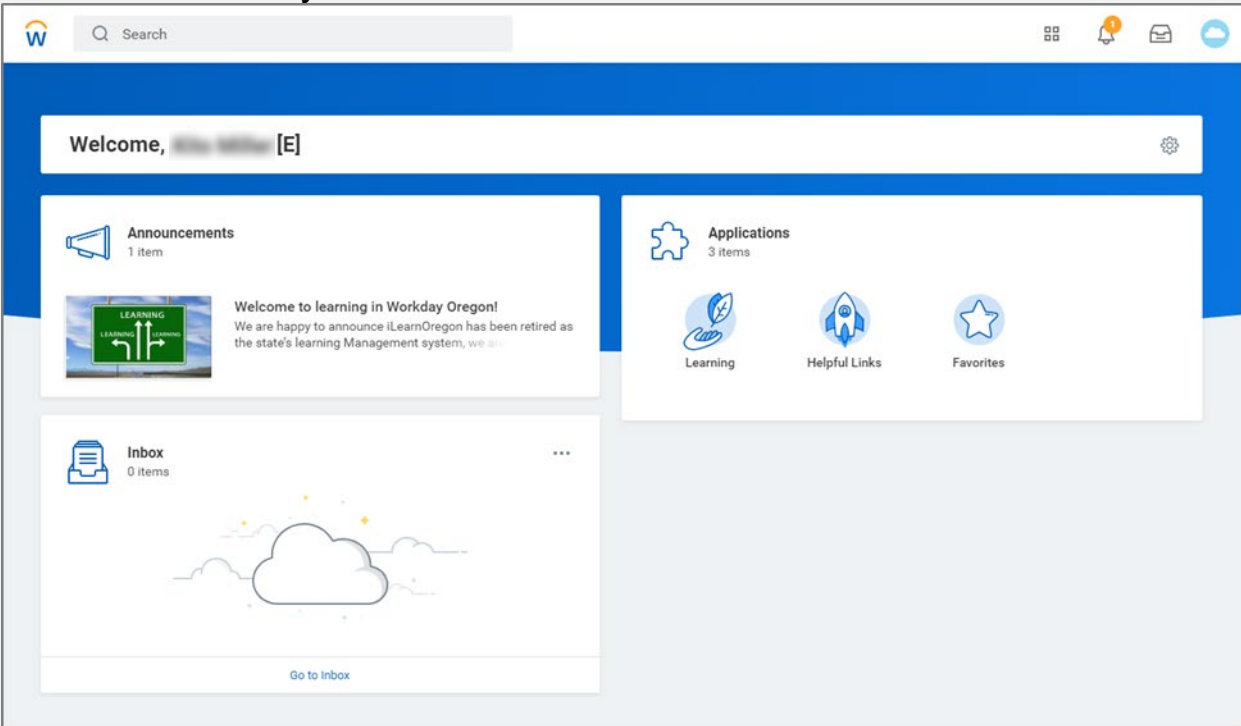 Search
1
Welcome, [E]
Announcements
1 item
LEARNING
LEARNING LEARNING
Welcome to learning in Workday Oregon!
We are happy to announce iLearnOregon has been retired as
the state's learning Management system, we are
Applications
3 items
Learning Helpful Links Favorites
Inbox
0 items
Go to Inbox